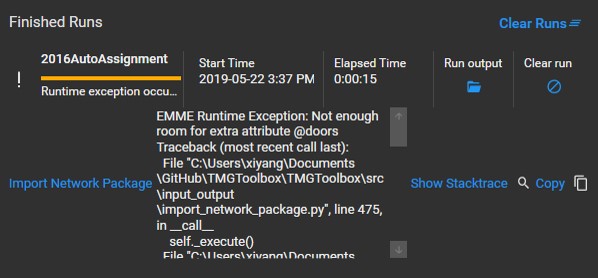 Finished Runs
Clear Runs
2016AutoAssignment
Start Time
Elapsed Time
Run output
Clear run
2019-05-22 3:37 PM
0:00:15
Runtime exception occu...
EMME Runtime Exception: Not enough
room for extra attribute @doors
Traceback (most recent call last):
File "C:\Users\xiyang\Documents
\GitHub\TMGToolbox\TMGToolbox\src
\input_output
\import_network_package.py", line 475,
in __call__
self._execute()
File "C:\Users\xiyang\Documents
Import Network Package
Show Stacktrace
Copy